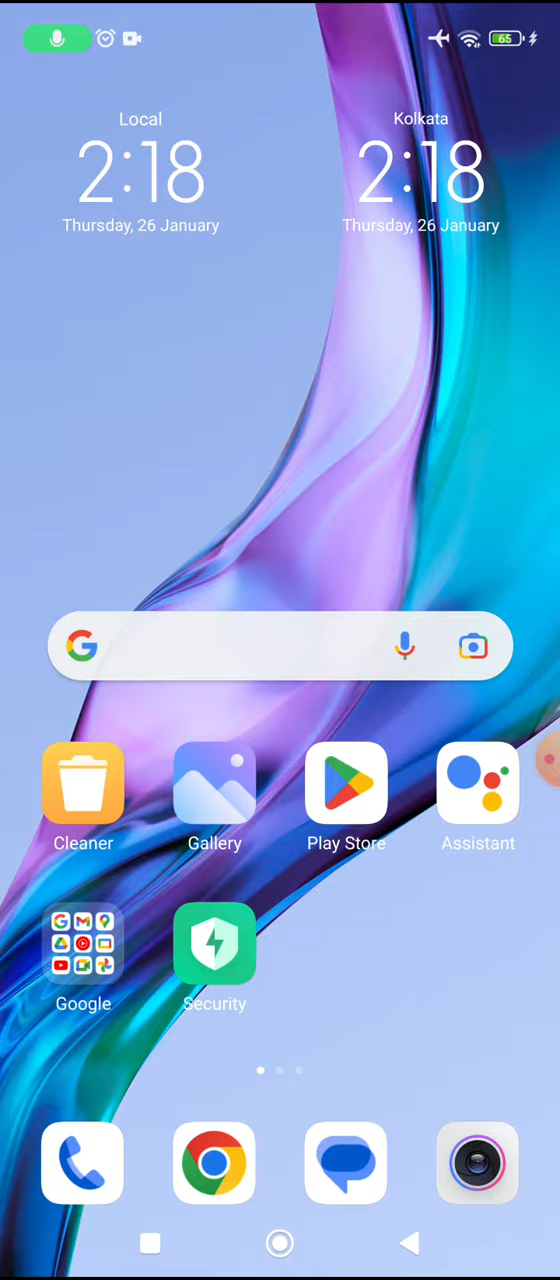 65
Local Kolkata
2:18 2:18
Thursday, 26 January Thursday, 26 January
Cleaner Gallery Play Store Assistant
Google Security